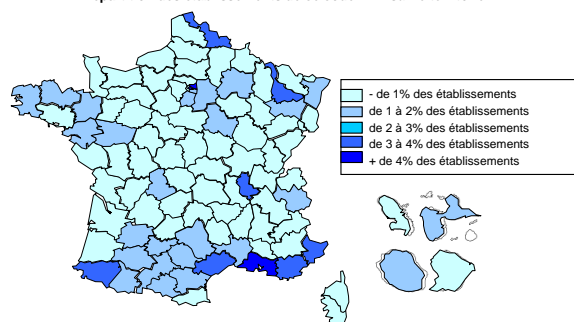 - de 1% des établissements
de 1 à 2% des établissements
de 2 à 3% des établissements
de 3 à 4% des établissements
+ de 4% des établissements